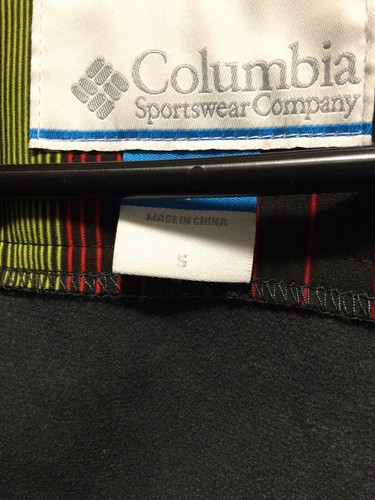 Columbia
Sportswear Company
MADE IN CHINA
S